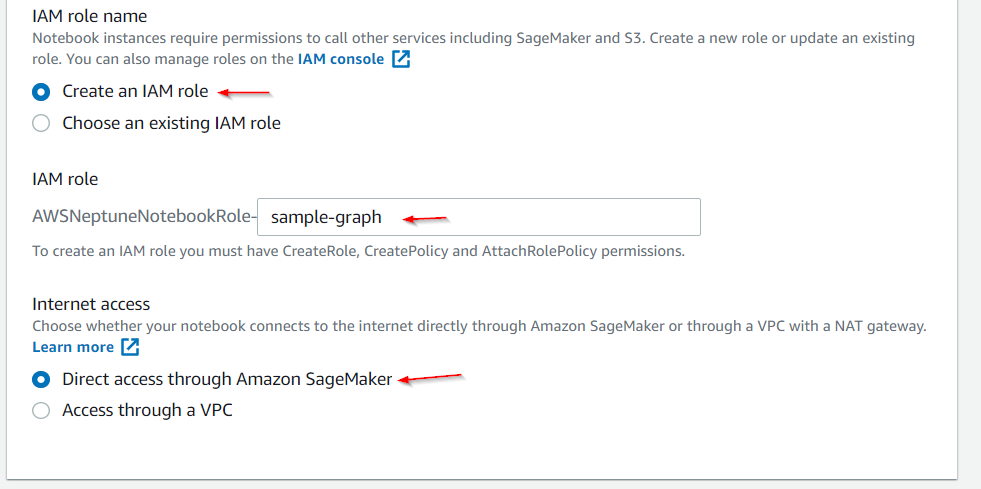 IAM role name
Notebook instances require permissions to call other services including SageMaker and S3. Create a new role or update an existing
role. You can also manage roles on the IAM console
Create an IAM role
Choose an existing IAM role
IAM role
AWSNeptuneNotebookRole- sample-graph
To create an IAM role you must have CreateRole, CreatePolicy and AttachRolePolicy permissions.
Internet access
Choose whether your notebook connects to the internet directly through Amazon SageMaker or through a VPC with a NAT gateway.
Learn more
Direct access through Amazon SageMaker
Access through a VPC